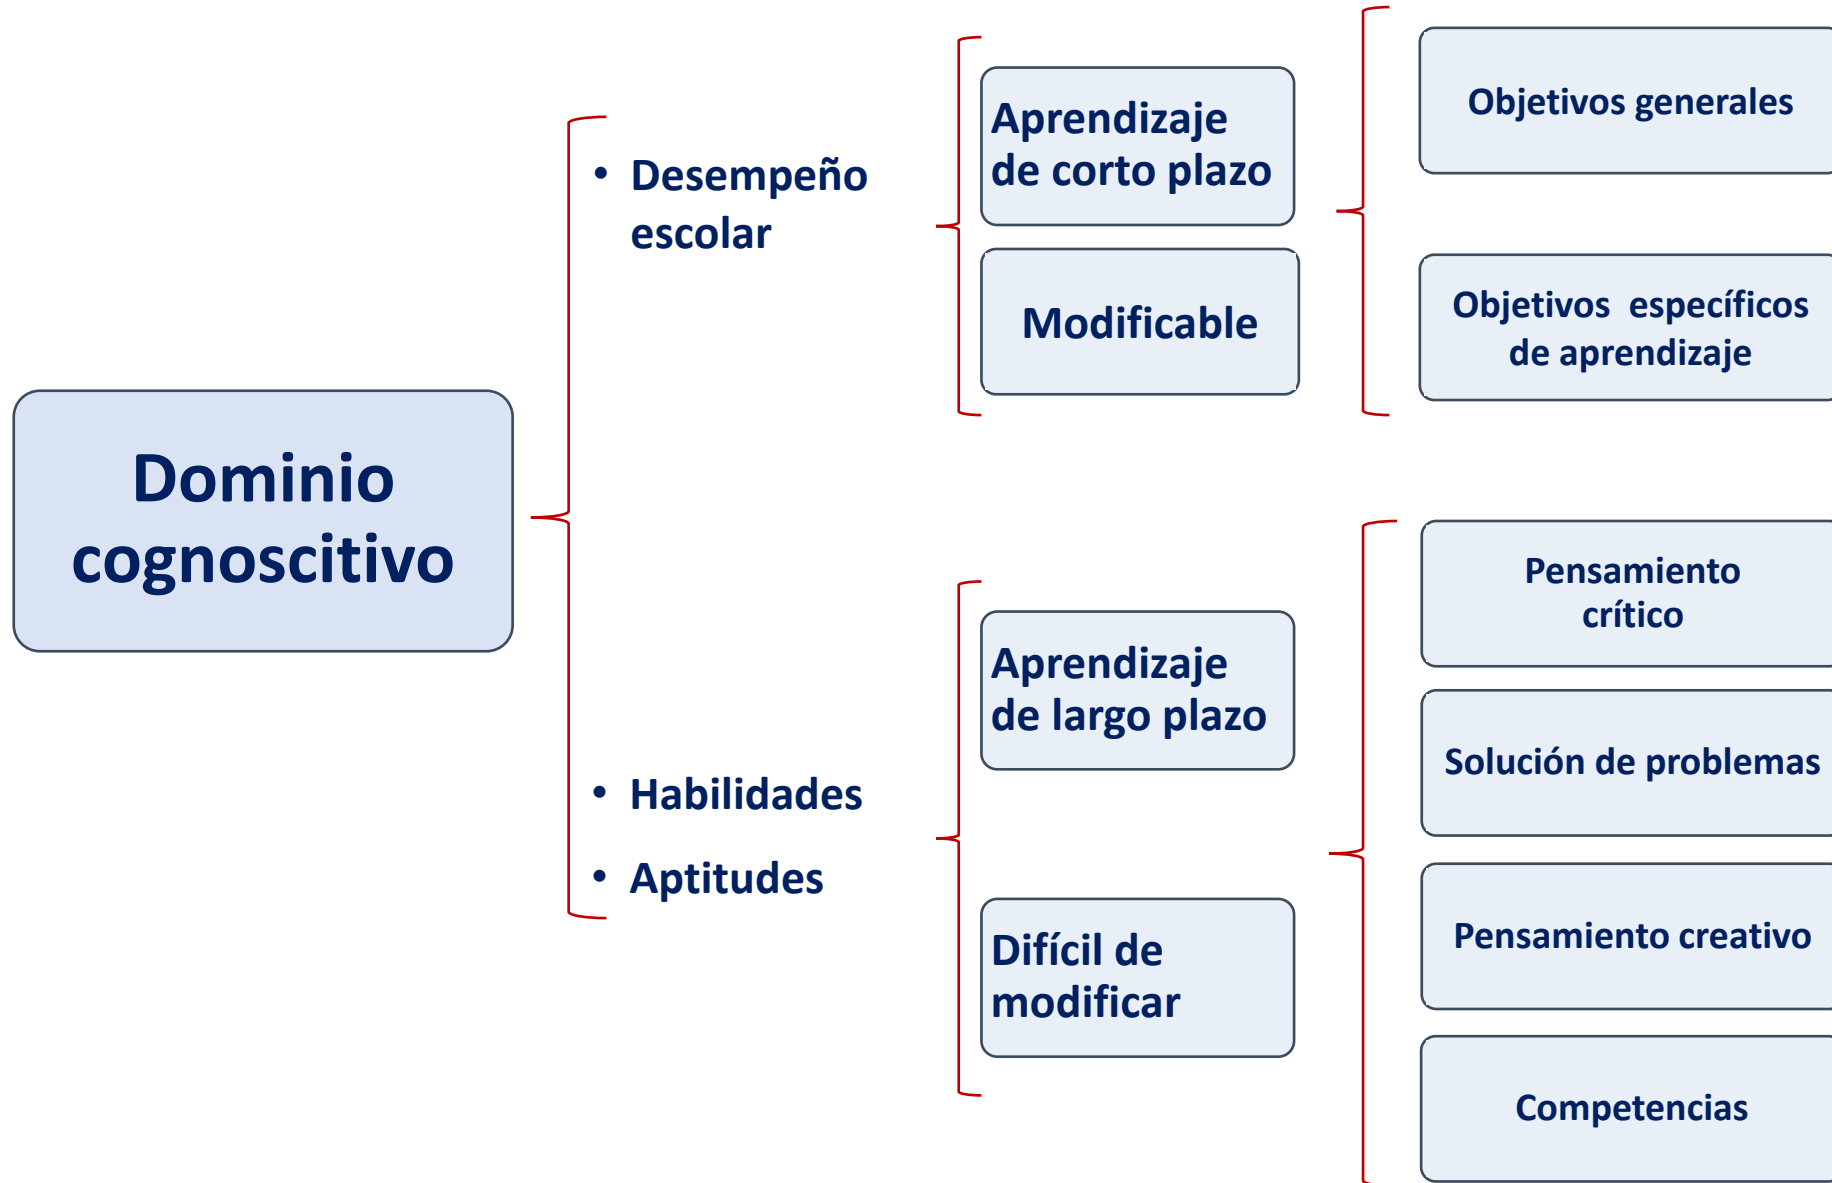 Dominio
cognoscitivo
• Desempeño
escolar
Aprendizaje
de corto plazo
Modificable
Objetivos generales
Objetivos específicos
de aprendizaje
• Habilidades
• Aptitudes
Aprendizaje
de largo plazo
Difícil de
modificar
Pensamiento
crítico
Solución de problemas
Pensamiento creativo
Competencias